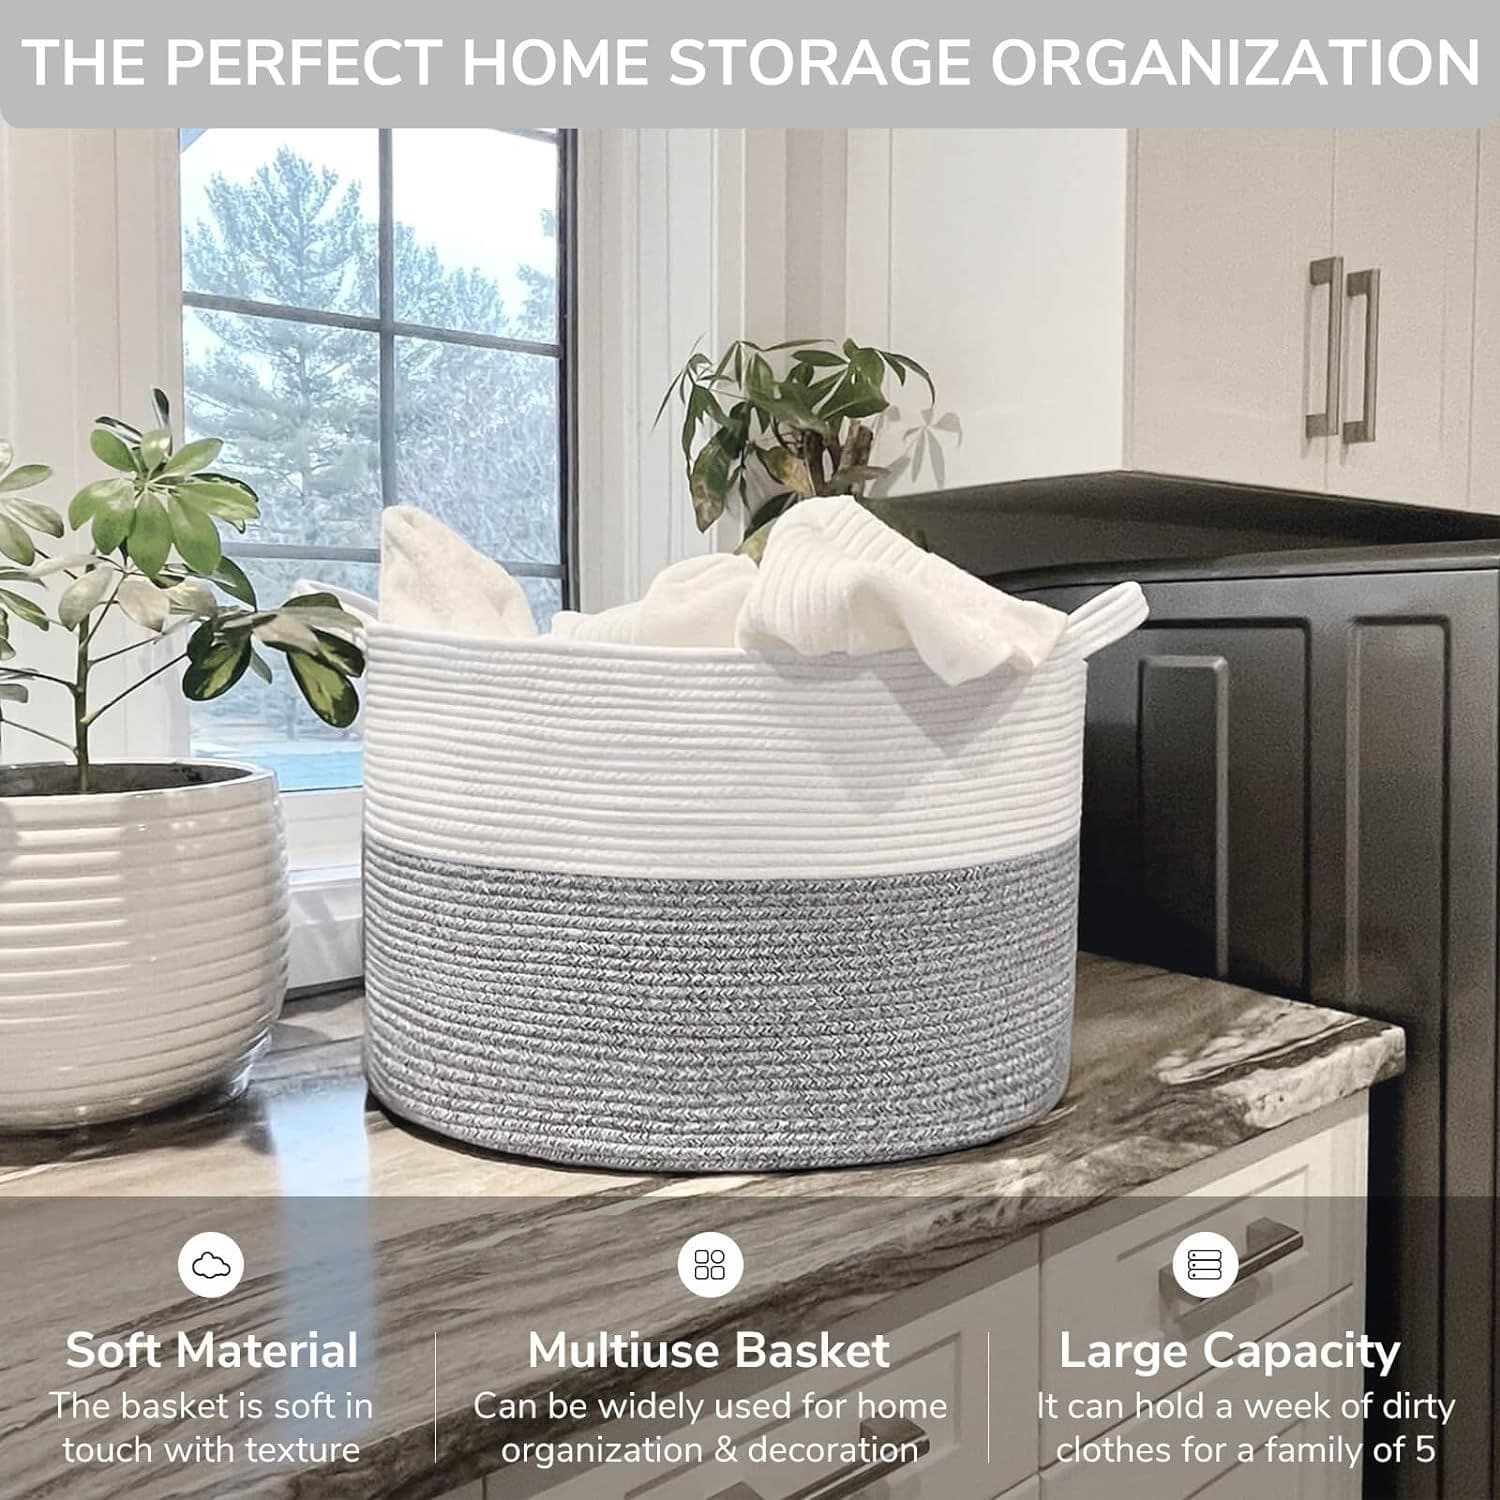 THE PERFECT HOME STORAGE ORGANIZATION
Soft Material
The basket is soft in
touch with texture
Multiuse Basket
Can be widely used for home
organization & decoration
Large Capacity
It can hold a week of dirty
clothes for a family of 5